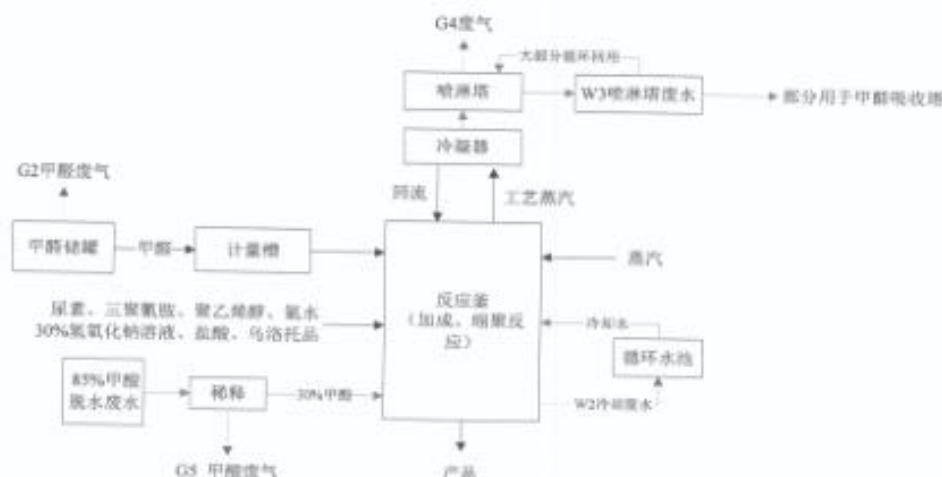 G4废气
大部分循环回用
喷淋塔
W3喷淋塔废水
部分用于甲醛吸收塔
冷凝器
G2甲醛废气
回流
工艺蒸汽
甲醛储罐
甲醛
计量槽
蒸汽
反应釜
（加成、缩聚反
应）
尿素、三聚氰胺、聚乙烯醇、氨水
30%氢氧化钠溶液、盐酸、乌洛托品
冷却水
循环水池
85%甲酸
脱水废水
稀释
30%甲酸
W2冷却废水
G5 甲酸废气
产品